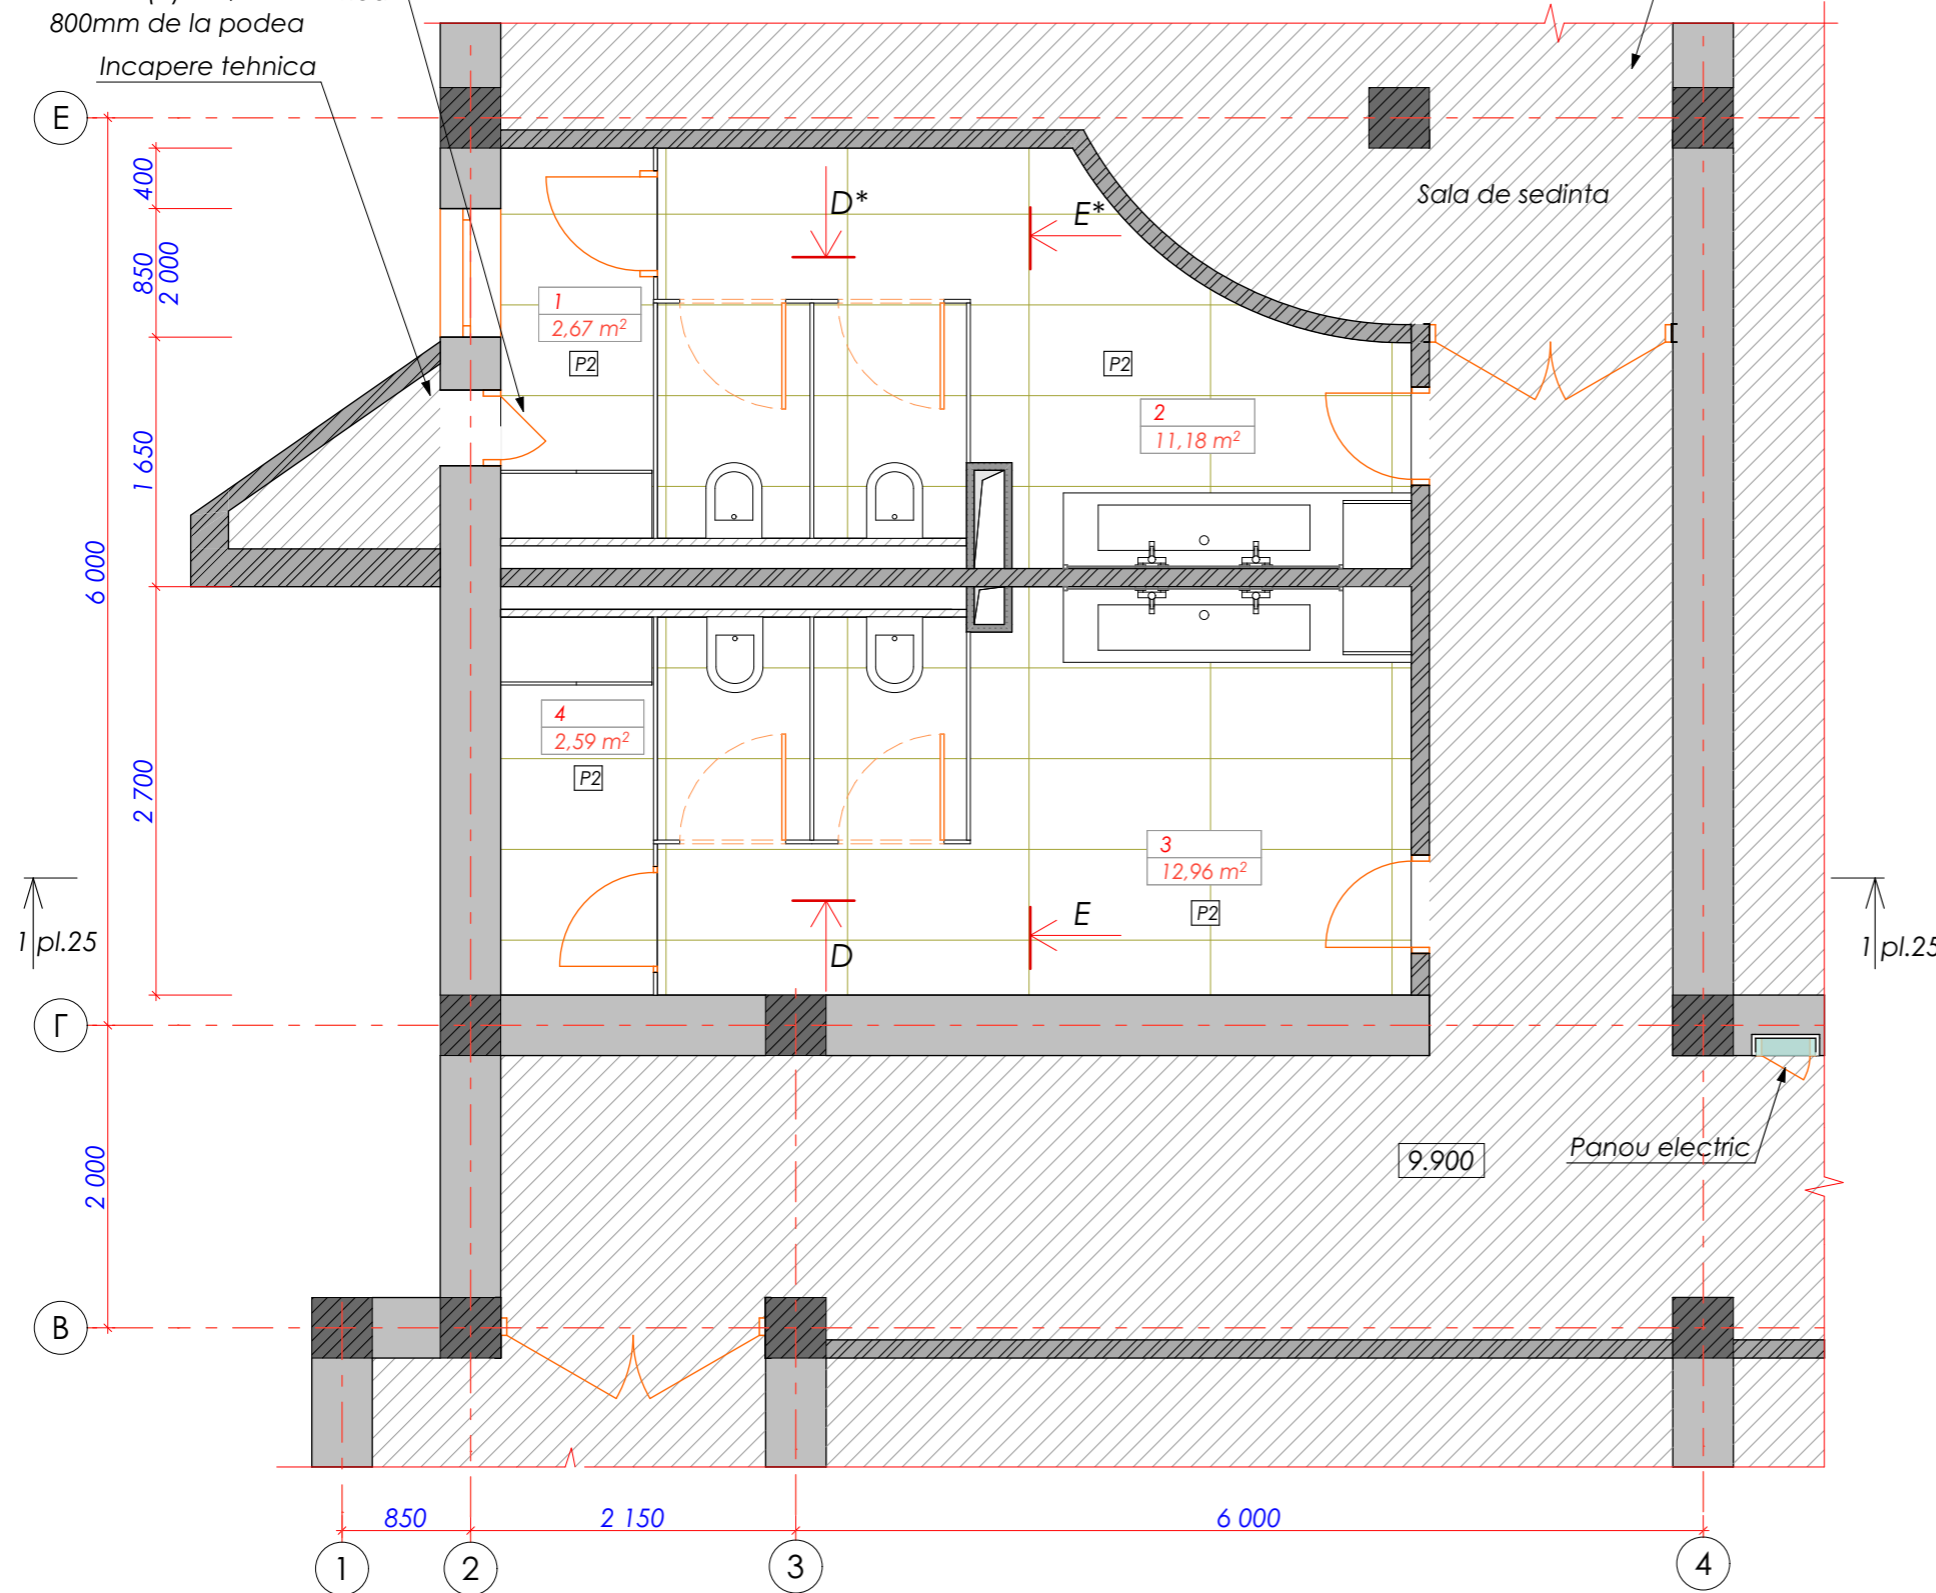 800mm de la podea
Incapere tehnica
E
400
850
2 000
1 650
6 000
2 700
D*
E*
Sala de sedinta
1
2,67 m²
P2
P2
2
11,18 m²
4
2,59 m²
P2
3
12,96 m²
P2
E
D
1 pl.25
1 pl.25
Г
2 000
9.900
Panou electric
B
850
2 150
6 000
1
2
3
4